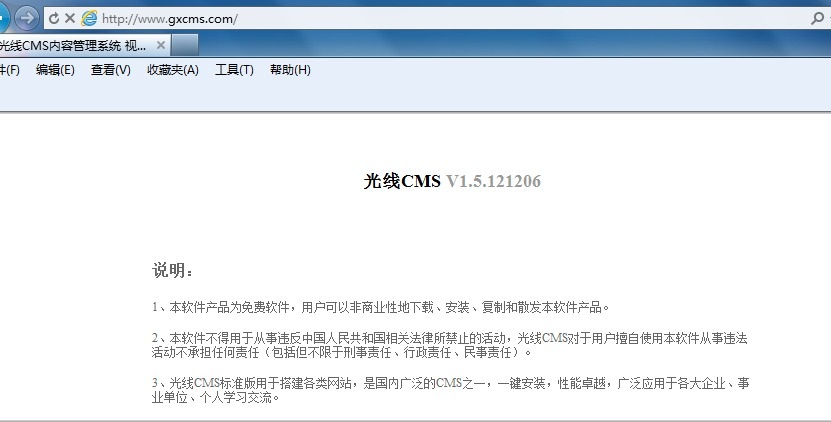 http://www.gxcms.com/
光线CMS内容管理系统 视...
件(F) 编辑(E) 查看(V) 收藏夹(A) 工具(T) 帮助(H)
光线CMS V1.5.121206
说明：
1、本软件产品为免费软件，用户可以非商业性地下载、安装、复制和散发本软件产品。
2、本软件不得用于从事违反中国人民共和国相关法律所禁止的活动，光线CMS对于用户擅自使用本软件从事违法
活动不承担任何责任（包括但不限于刑事责任、行政责任、民事责任）。
3、光线CMS标准版用于搭建各类网站，是国内广泛的CMS之一，一键安装，性能卓越，广泛应用于各大企业、事
业单位、个人学习交流。